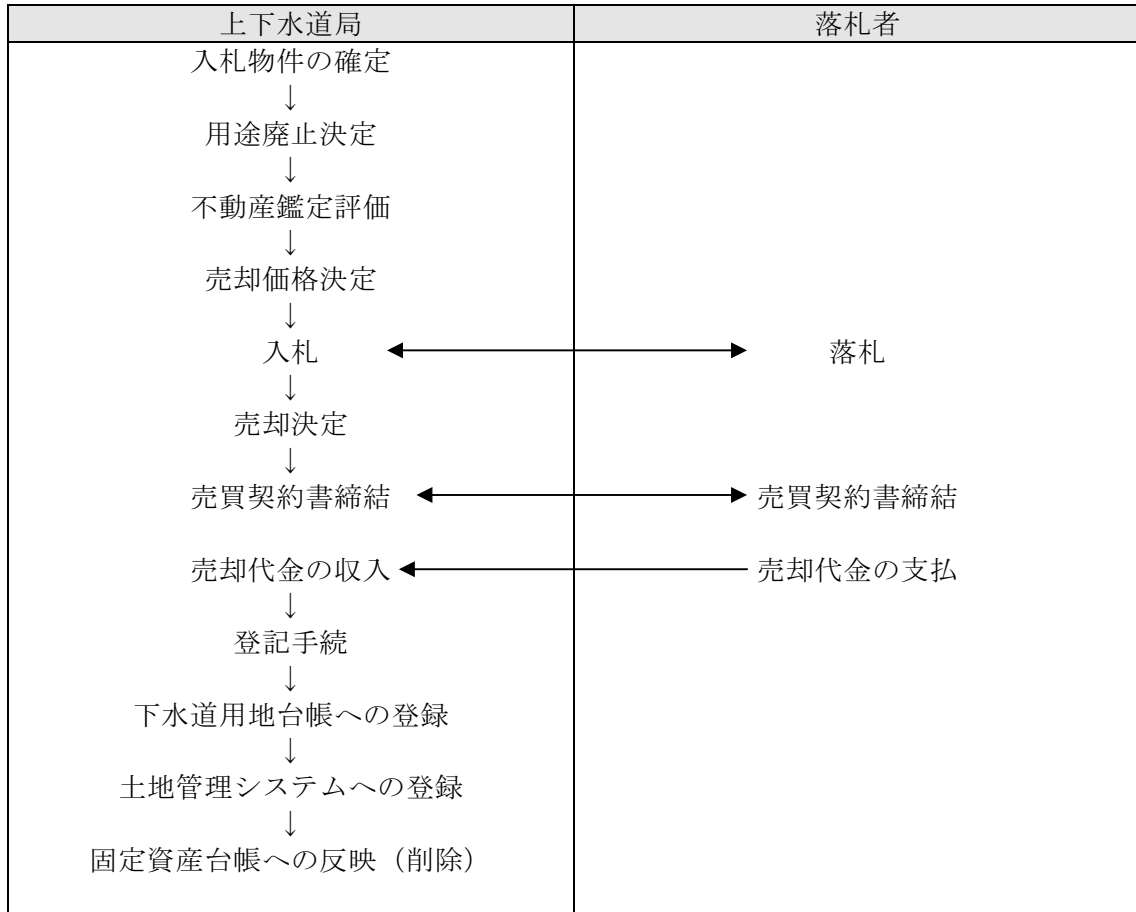 上下水道局 落札者
入札物件の確定
↓
用途廃止決定
↓
不動産鑑定評価
↓
売却価格決定
↓
入札 落札
↓
売却決定
↓
売買契約書締結 売買契約書締結
売却代金の収入 売却代金の支払
↓
登記手続
↓
下水道用地台帳への登録
↓
土地管理システムへの登録
↓
固定資産台帳への反映（削除）